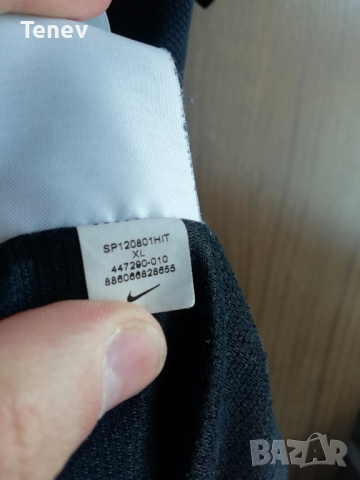 Tenev
SP120801HIT
XL
447290-010
886066828655
BAZAR